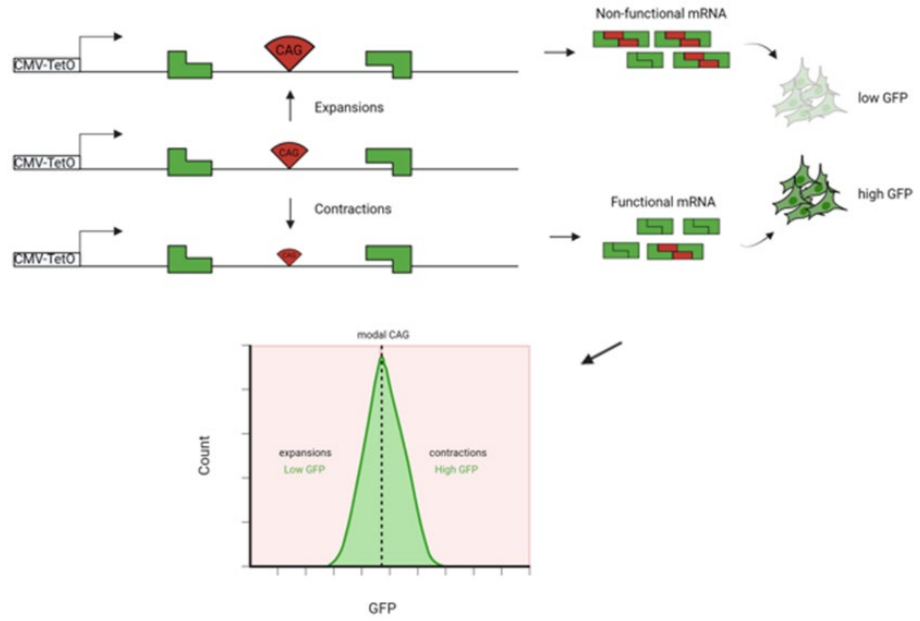 Non-functional mRNA
CMV-TetO
CAG
low GFP
Expansions
CMV-TetO
CAG
high GFP
Contractions
Functional mRNA
CMV-TetO
CAG
modal CAG
Count
expansions
Low GFP
contractions
High GFP
GFP